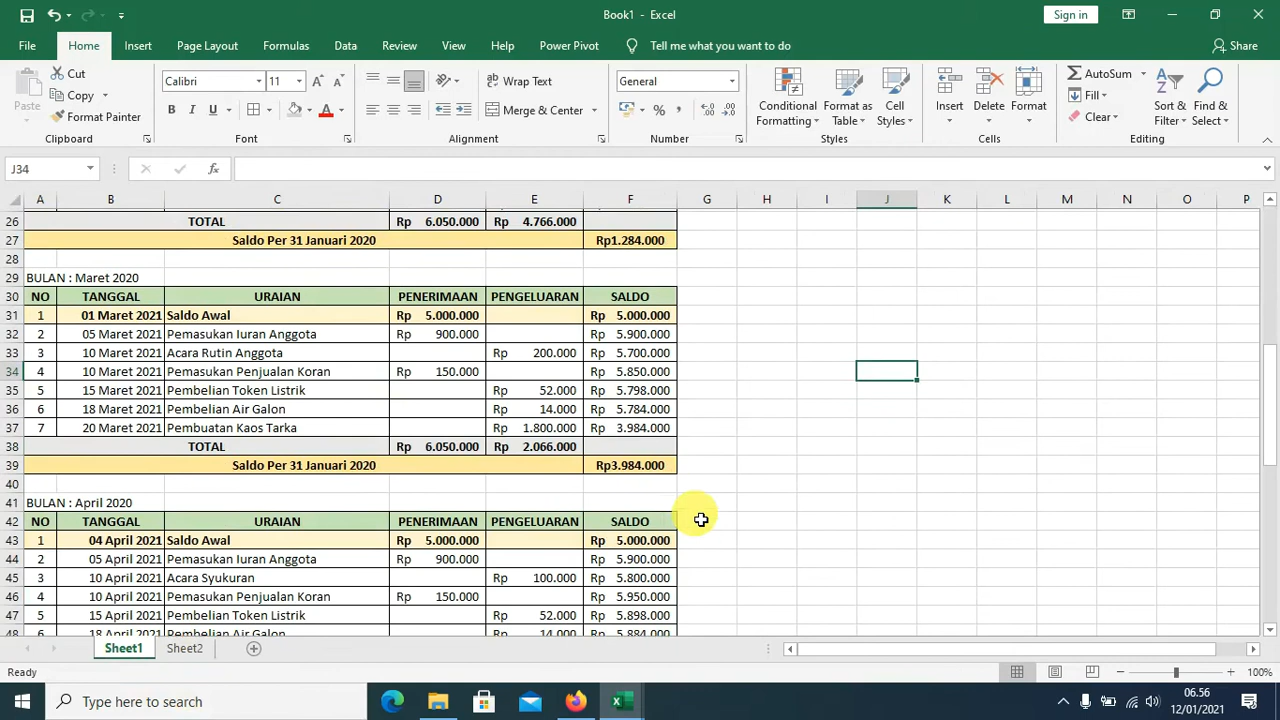 Book1 - Excel
Sign in
File Home Insert Page Layout Formulas Data Review View Help Power Pivot Tell me what you want to do Share
Paste
Cut
Copy
Format Painter
Calibri 11
B I U
Wrap Text
Merge & Center
General
Conditional Formatting
Format as Table
Cell Styles
Insert Delete Format
AutoSum
Fill
Clear
Sort & Filter
Find & Select
Clipboard Font Alignment Number Styles Cells Editing
J34 fx
A B C D E F G H I J K L M N O P
26 TOTAL Rp 6.050.000 Rp 4.766.000
27 Saldo Per 31 Januari 2020 Rp1.284.000
28
29 BULAN : Maret 2020
30 NO TANGGAL URAIAN PENERIMAAN PENGELUARAN SALDO
31 1 01 Maret 2021 Saldo Awal Rp 5.000.000 Rp 5.000.000
32 2 05 Maret 2021 Pemasukan Iuran Anggota Rp 900.000 Rp 5.900.000
33 3 10 Maret 2021 Acara Rutin Anggota Rp 200.000 Rp 5.700.000
34 4 10 Maret 2021 Pemasukan Penjualan Koran Rp 150.000 Rp 5.850.000
35 5 15 Maret 2021 Pembelian Token Listrik Rp 52.000 Rp 5.798.000
36 6 18 Maret 2021 Pembelian Air Galon Rp 14.000 Rp 5.784.000
37 7 20 Maret 2021 Pembuatan Kaos Tarka Rp 1.800.000 Rp 3.984.000
38 TOTAL Rp 6.050.000 Rp 2.066.000
39 Saldo Per 31 Januari 2020 Rp3.984.000
40
41 BULAN : April 2020
42 NO TANGGAL URAIAN PENERIMAAN PENGELUARAN SALDO
43 1 04 April 2021 Saldo Awal Rp 5.000.000 Rp 5.000.000
44 2 05 April 2021 Pemasukan Iuran Anggota Rp 900.000 Rp 5.900.000
45 3 10 April 2021 Acara Syukuran Rp 100.000 Rp 5.800.000
46 4 10 April 2021 Pemasukan Penjualan Koran Rp 150.000 Rp 5.950.000
47 5 15 April 2021 Pembelian Token Listrik Rp 52.000 Rp 5.898.000
48 6 18 April 2021 Pembelian Air Galon Rp 14.000 Rp 5.884.000
Sheet1 Sheet2
Ready 100%
Type here to search
06.56
12/01/2021